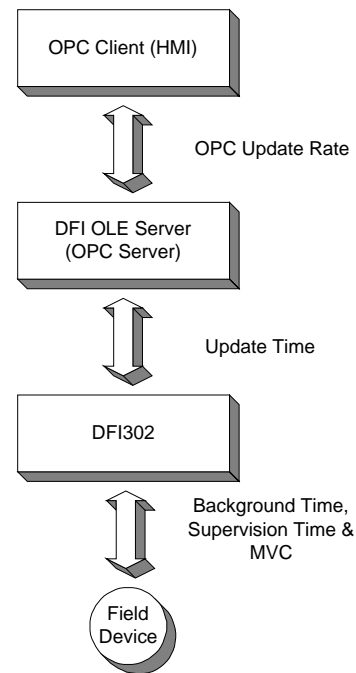 OPC Client (HMI)
OPC Update Rate
DFI OLE Server
(OPC Server)
Update Time
DFI302
Background Time,
Supervision Time &
MVC
Field
Device